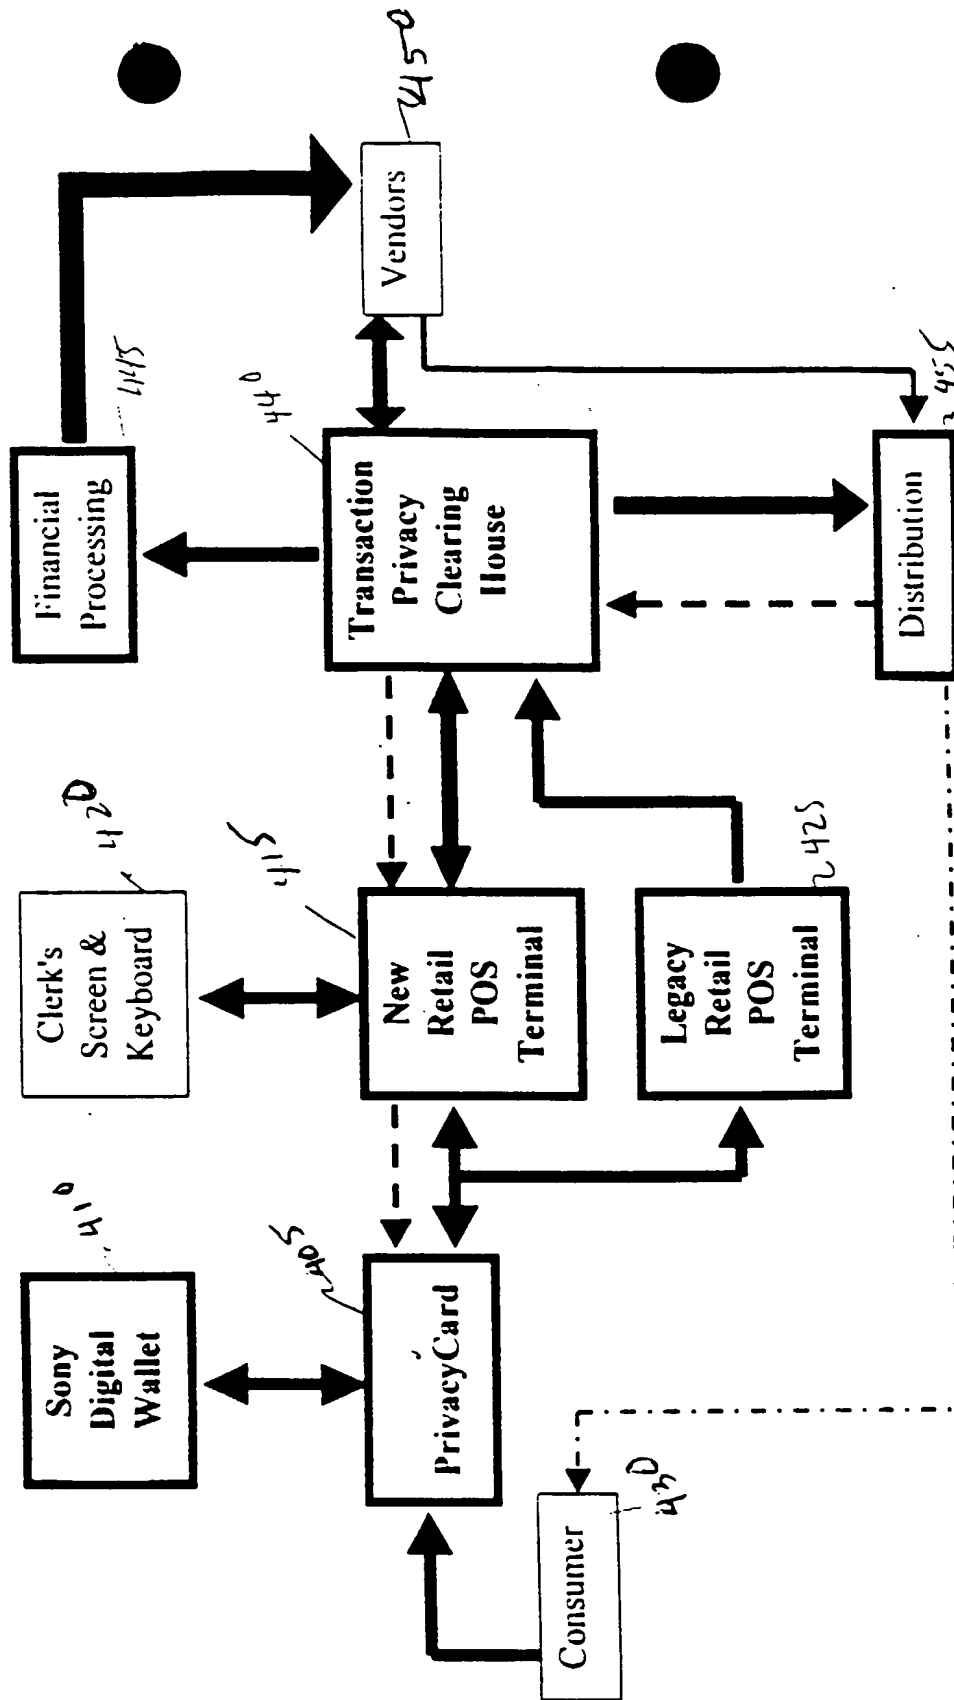 Sony
Digital
Wallet
410
Clerk's
Screen &
Keyboard
420
Financial
Processing
445
PrivacyCard
405
New
Retail
POS
Terminal
415
Transaction
Privacy
Clearing
House
440
Vendors
450
Consumer
430
Legacy
Retail
POS
Terminal
425
Distribution
455